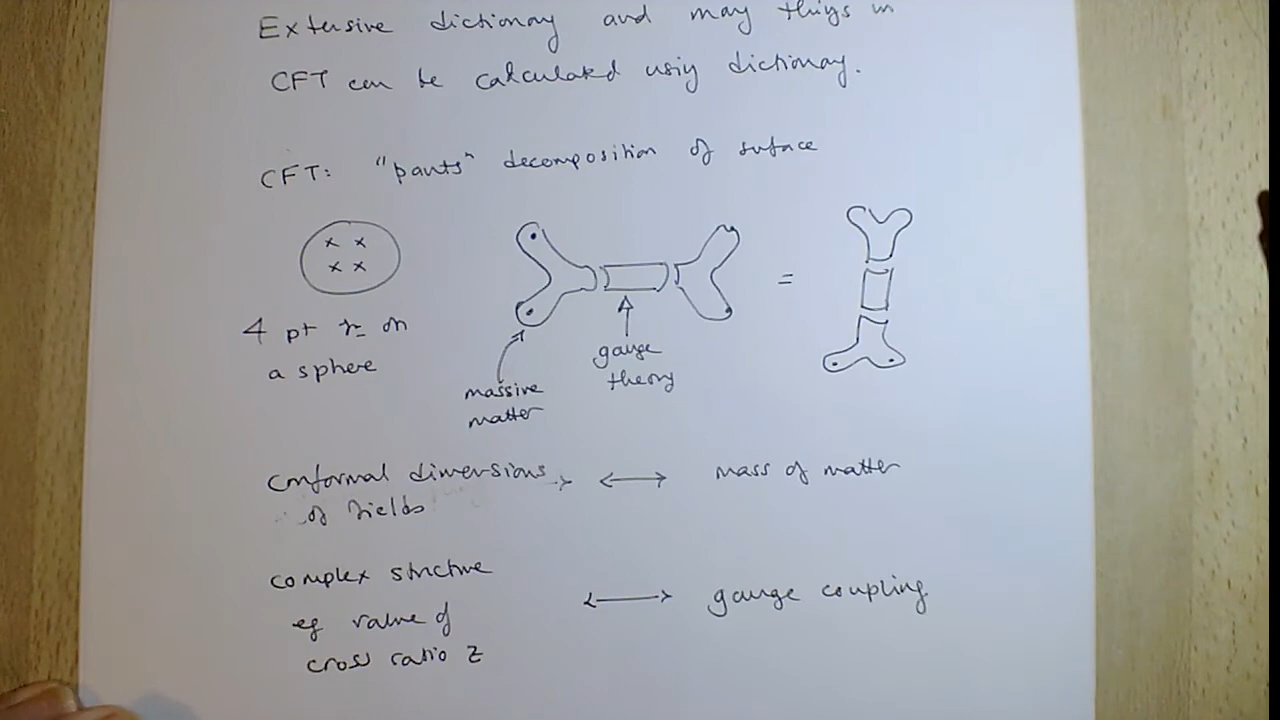 Extensive dictionary and many things in
CFT can be calculated using dictionary.
CFT: "pants" decomposition of surface
x x
x x
=
4 pt on
a sphere
gauge
theory
massive
matter
conformal dimensions ↔ mass of matter
of fields
complex structure
eg value of ↔ gauge coupling
cross ratio z